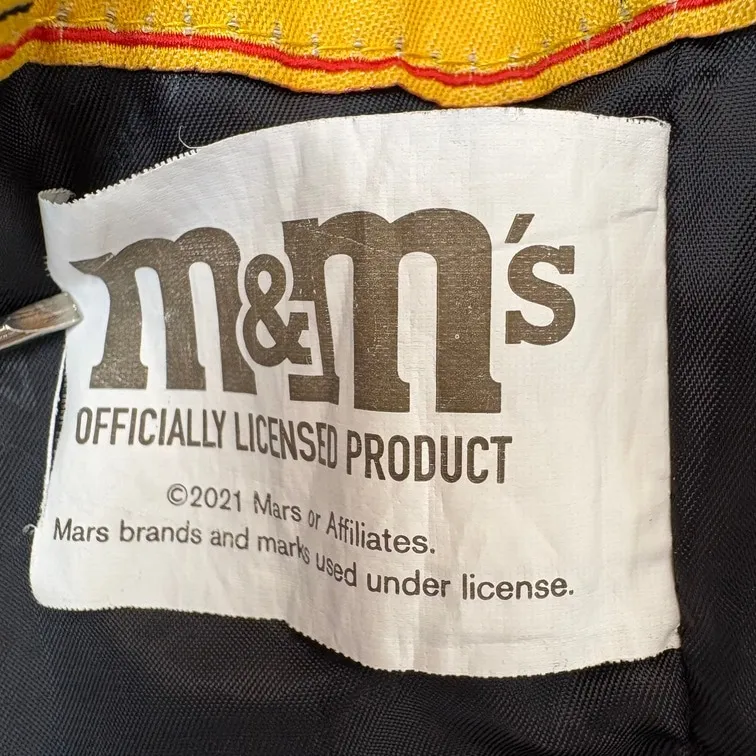 m&m's
OFFICIALLY LICENSED PRODUCT
©2021 Mars or Affiliates.
Mars brands and marks used under license.